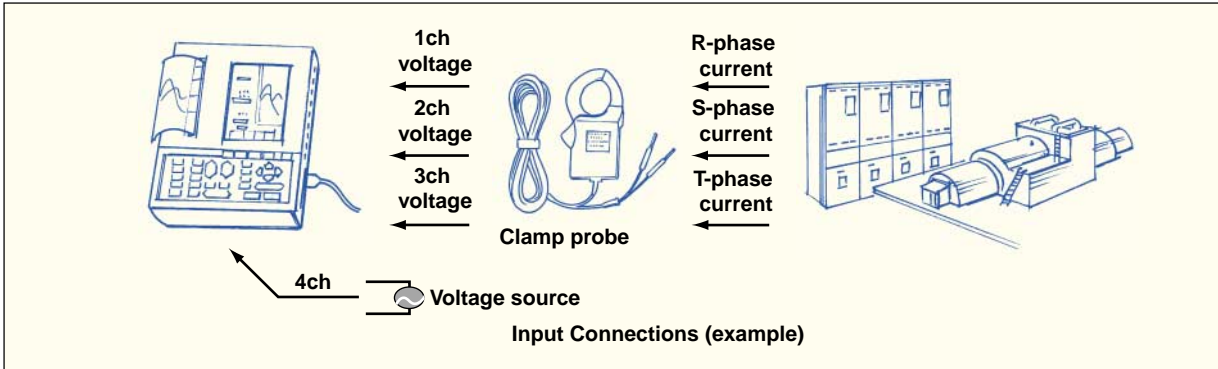 1ch
voltage
2ch
voltage
3ch
voltage
R-phase
current
S-phase
current
T-phase
current
Clamp probe
4ch
Voltage source
Input Connections (example)